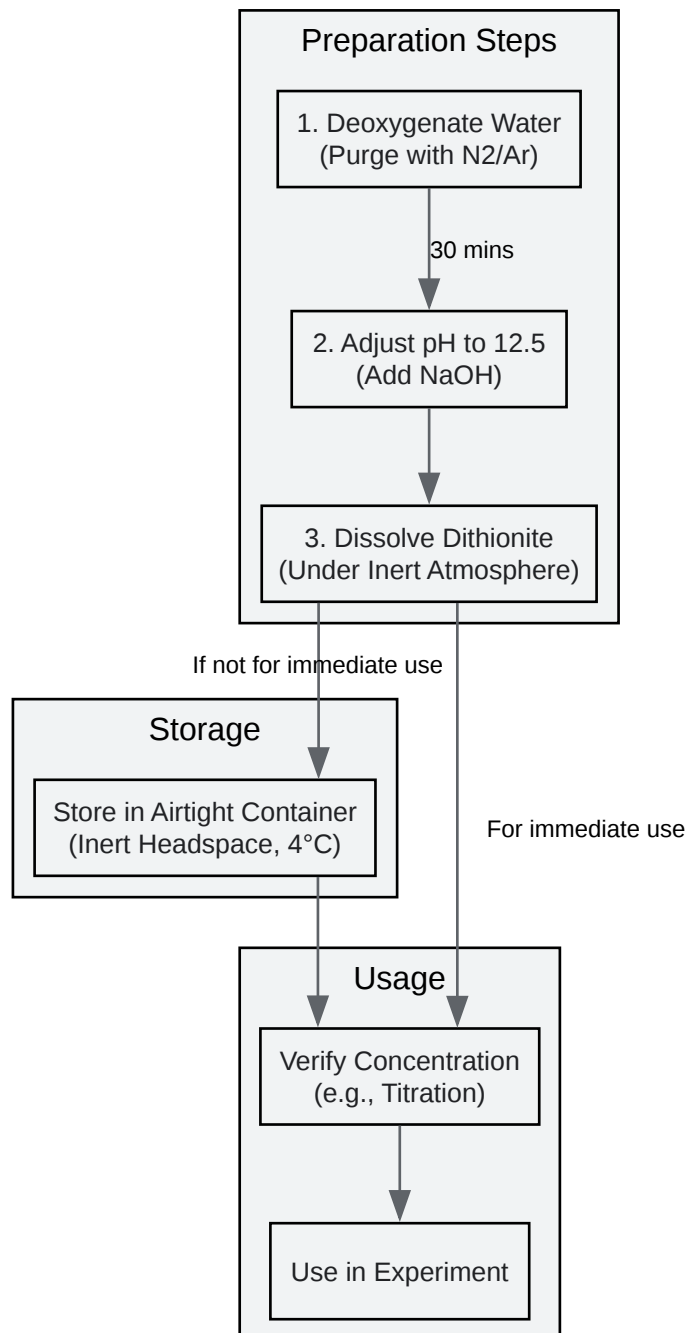 Preparation Steps
1. Deoxygenate Water
(Purge with N2/Ar)
30 mins
2. Adjust pH to 12.5
(Add NaOH)
3. Dissolve Dithionite
(Under Inert Atmosphere)
If not for immediate use
Storage
Store in Airtight Container
(Inert Headspace, 4°C)
For immediate use
Usage
Verify Concentration
(e.g., Titration)
Use in Experiment